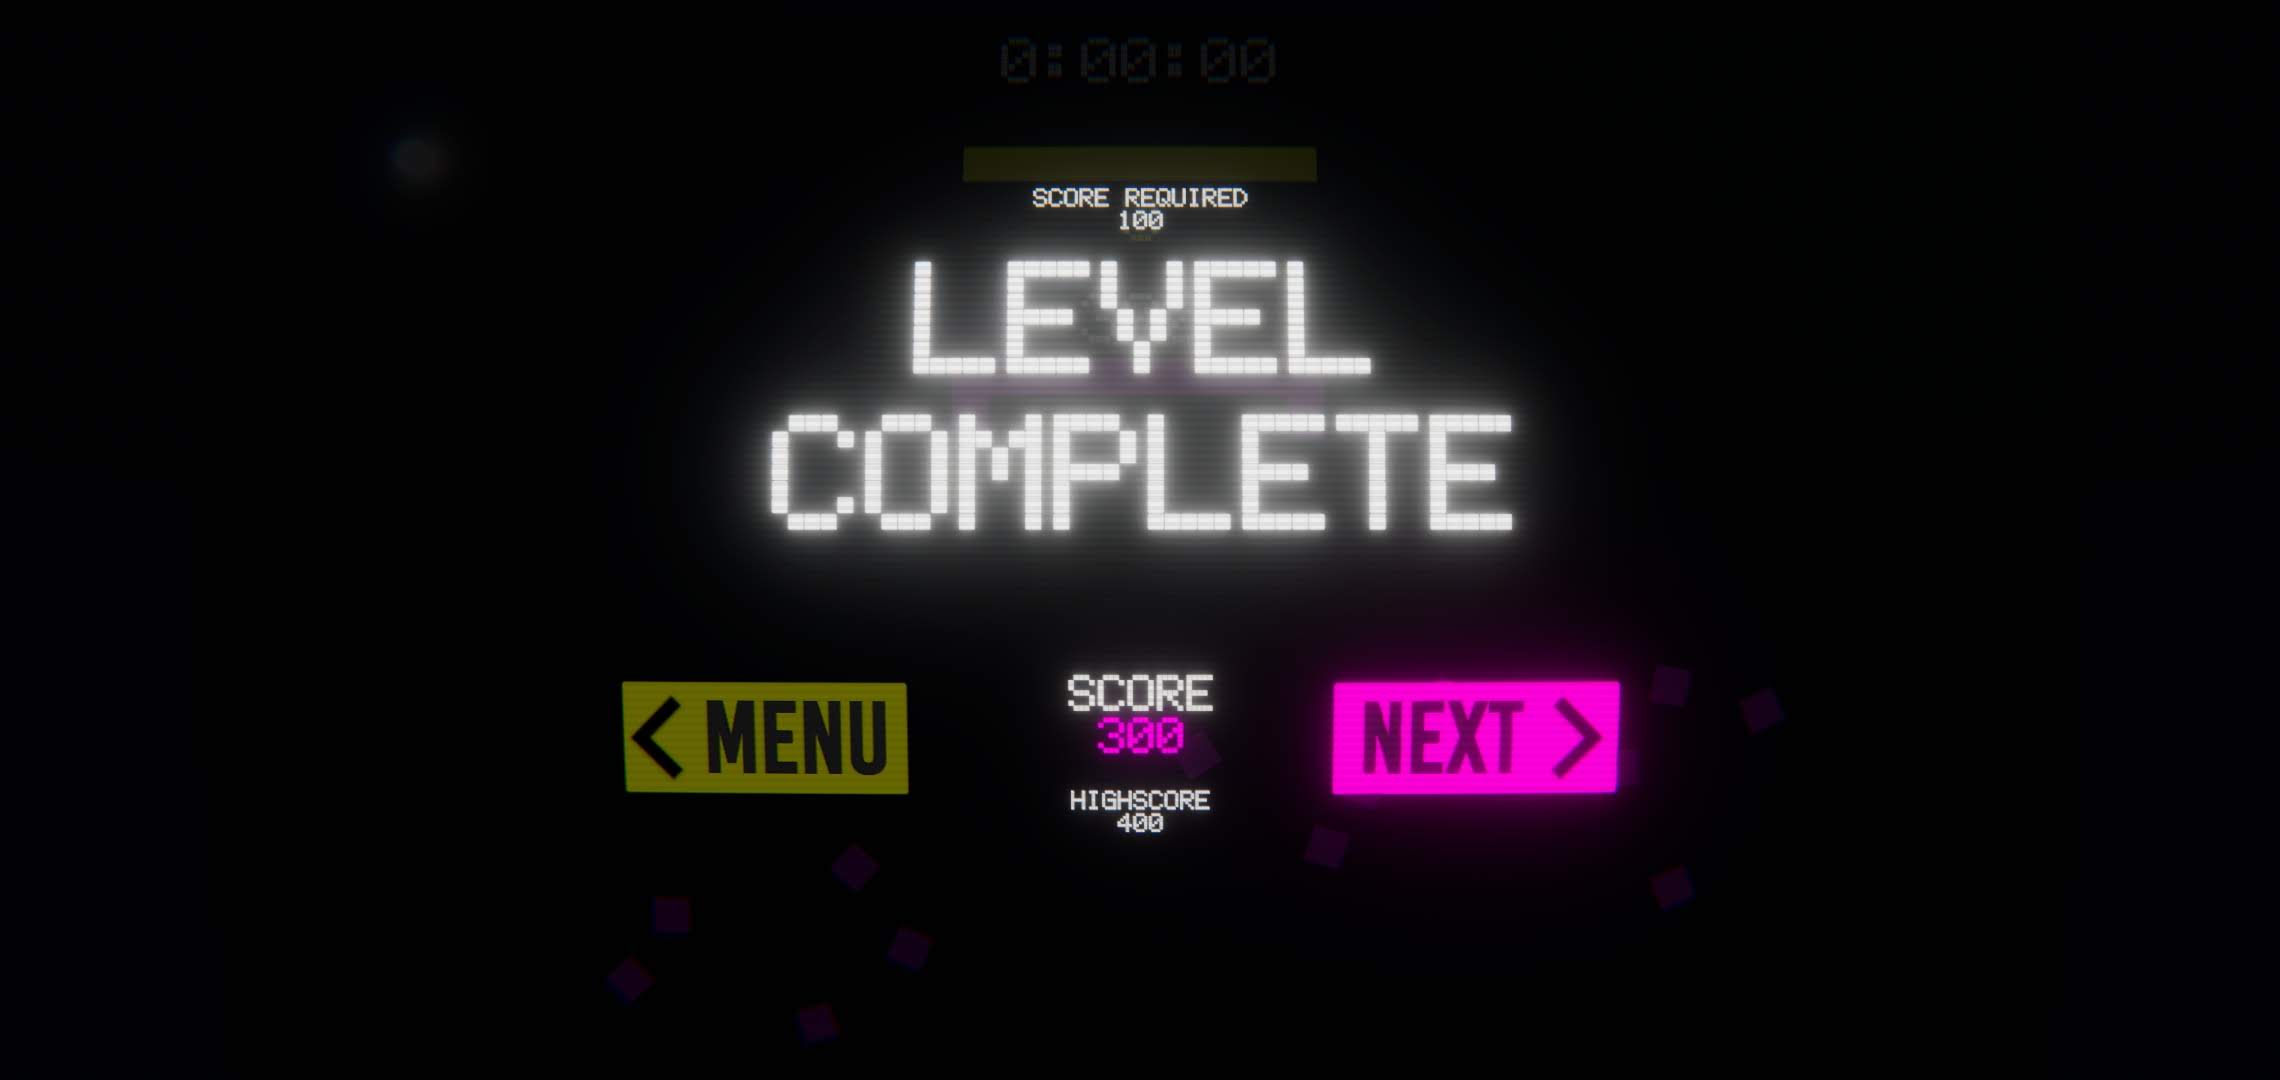 0:00:00
SCORE REQUIRED
100
LEVEL
COMPLETE
< MENU
SCORE
300
HIGHSCORE
400
NEXT >